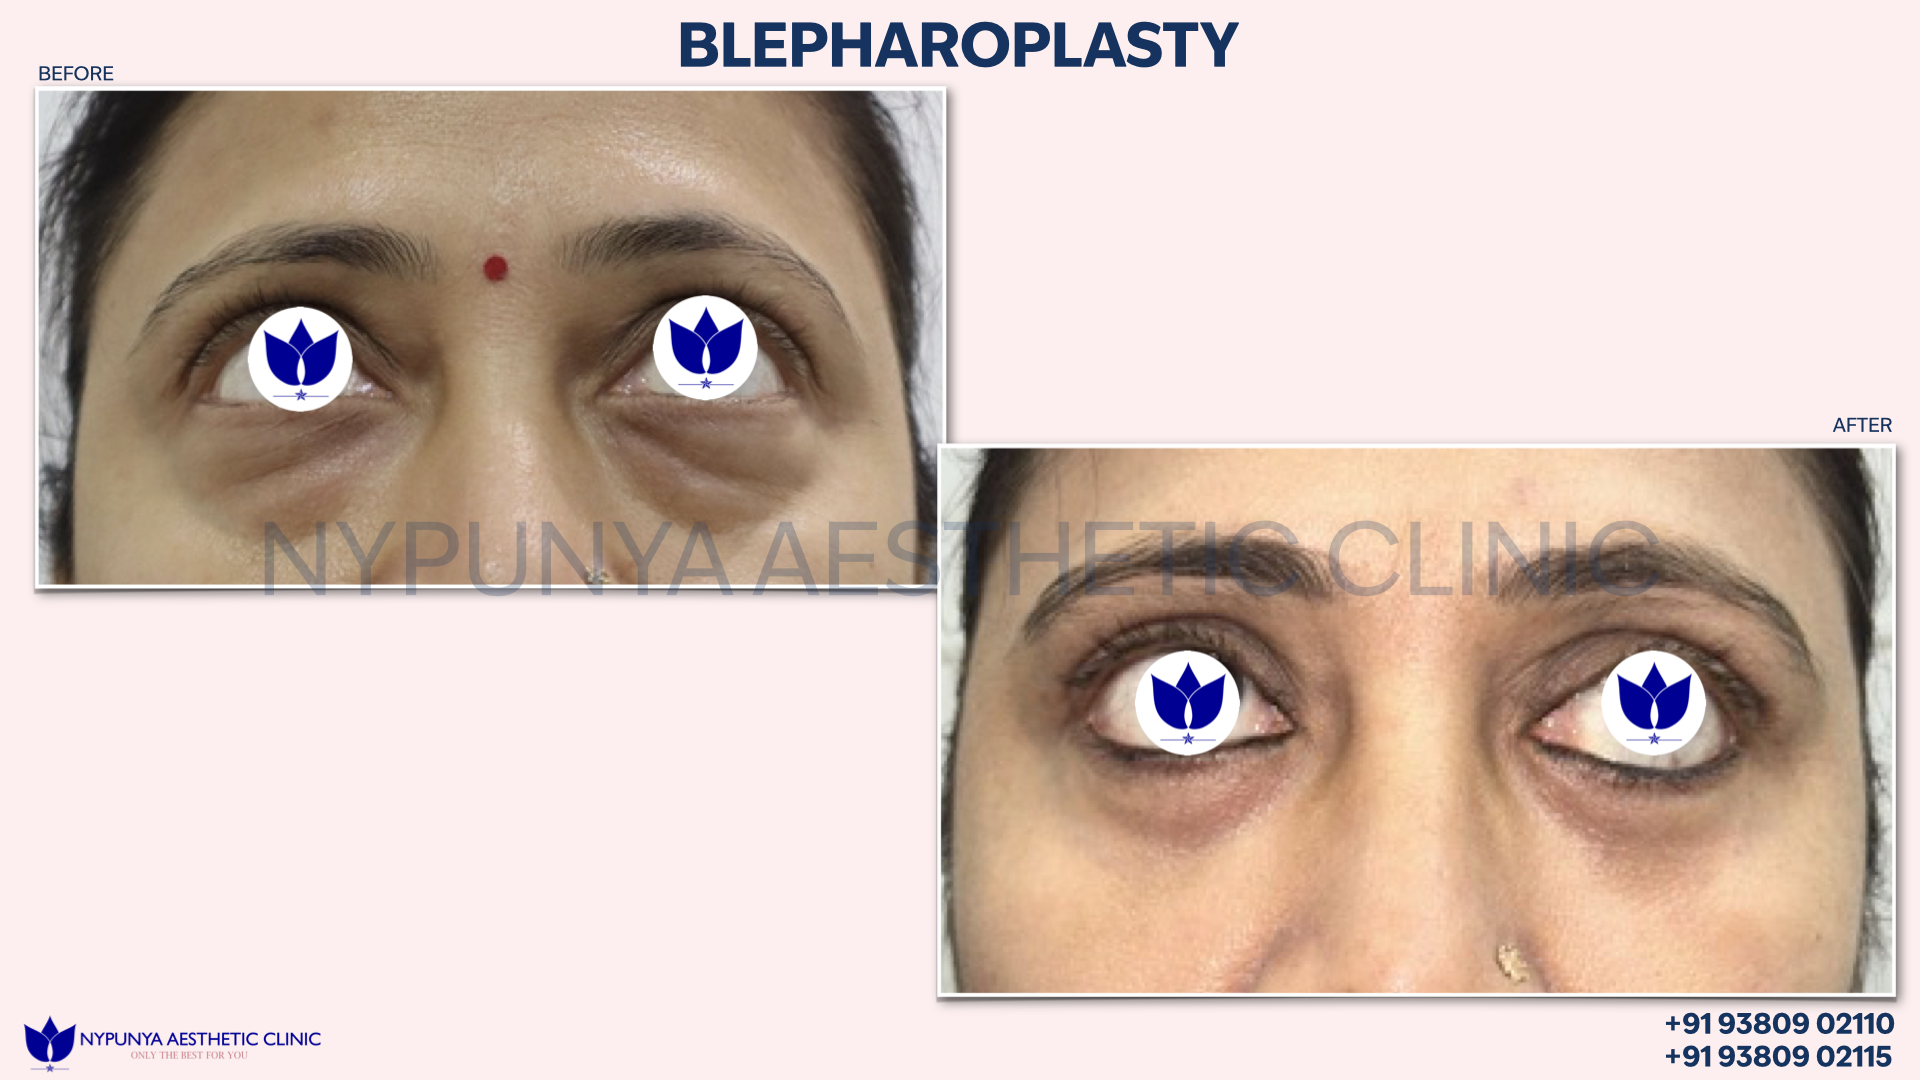 BLEPHAROPLASTY
BEFORE
AFTER
NYPUNYA AESTHETIC CLINIC
NYPUNYA AESTHETIC CLINIC
ONLY THE BEST FOR YOU
+91 93809 02110
+91 93809 02115